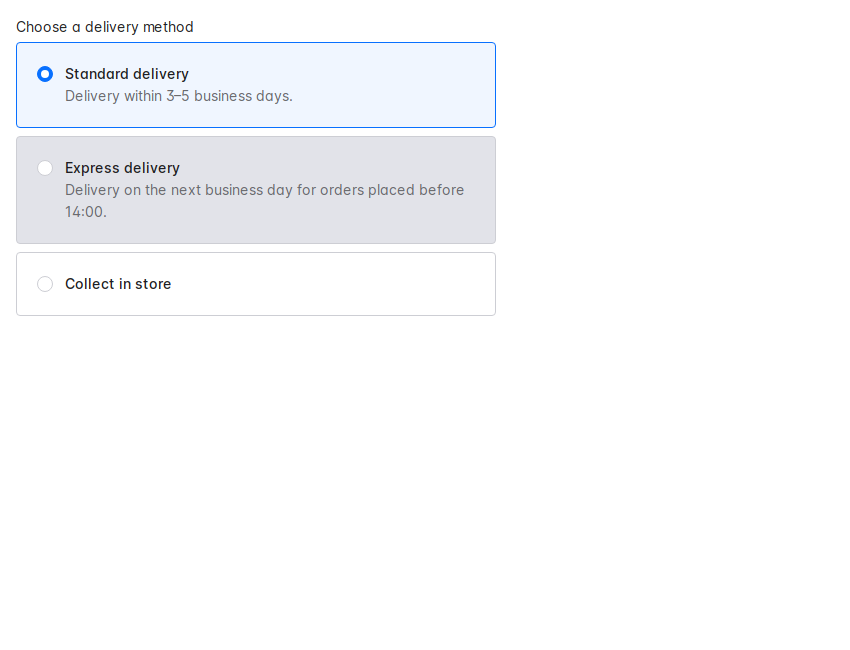 Choose a delivery method
Standard delivery
Delivery within 3–5 business days.
Express delivery
Delivery on the next business day for orders placed before
14:00.
Collect in store